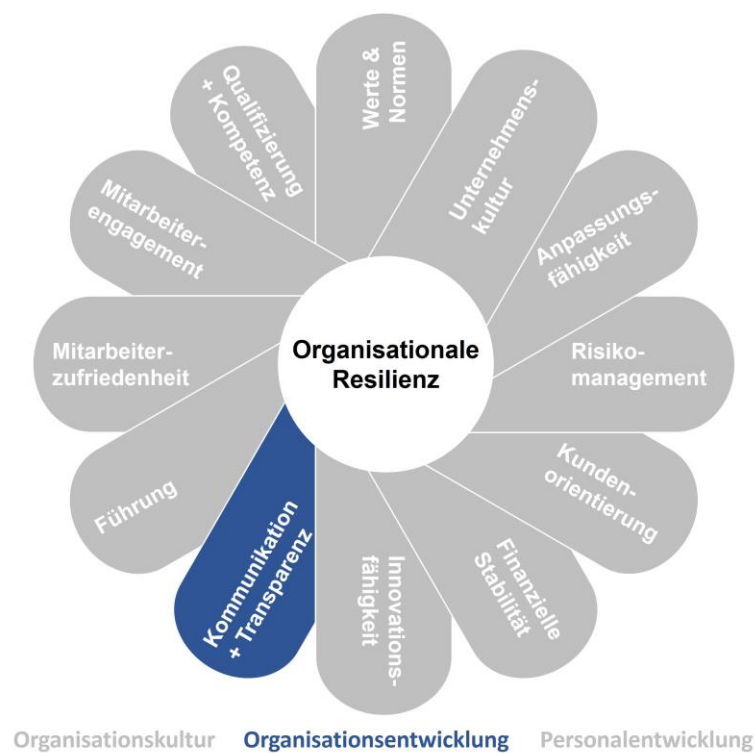 Werte &
Normen
Unternehmens-
kultur
Anpassungs-
fähigkeit
Risiko-
management
Kunden-
orientierung
Finanzielle
Stabilität
Innovations-
fähigkeit
Kommunikation
+ Transparenz
Führung
Mitarbeiter-
zufriedenheit
Mitarbeiter-
engagement
Qualifizierung
+ Kompetenz
Organisationale
Resilienz
Organisationskultur Organisationsentwicklung Personalentwicklung